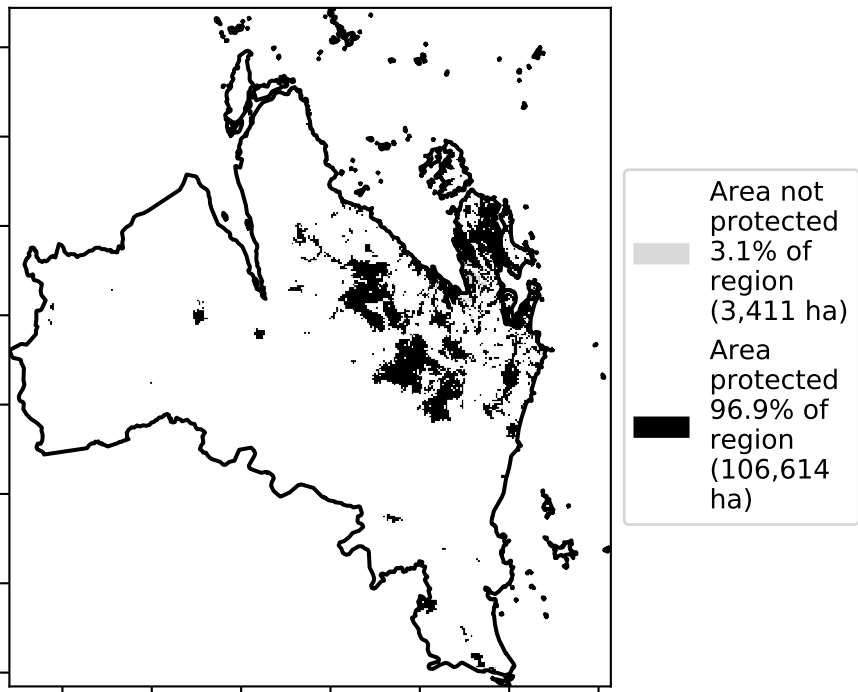 Area not
protected
3.1% of
region
(3,411 ha)
Area
protected
96.9% of
region
(106,614
ha)